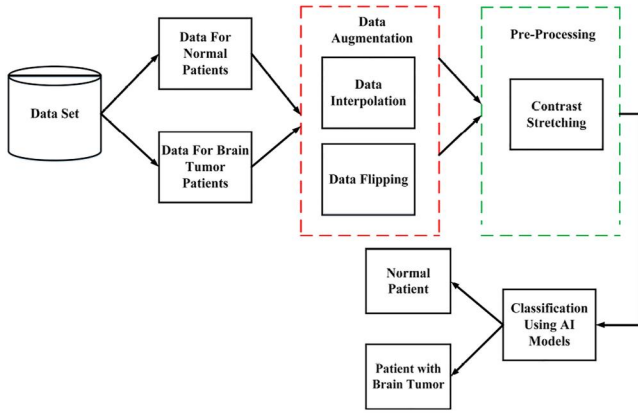 Data Set
Data For
Normal
Patients
Data For Brain
Tumor
Patients
Data
Augmentation
Data
Interpolation
Data Flipping
Pre-Processing
Contrast
Stretching
Classification
Using AI
Models
Normal
Patient
Patient with
Brain Tumor